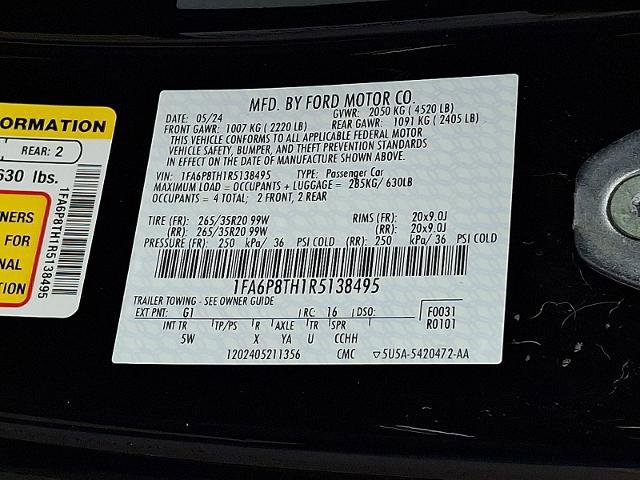 ORMATION
REAR: 2
630 lbs.
WNERS
FOR
NAL
TION
1FA6P8TH1R5138495
MFD. BY FORD MOTOR CO.
DATE: 05/24 GVWR: 2050 KG ( 4520 LB)
FRONT GAWR: 1007 KG ( 2220 LB) REAR GAWR: 1091 KG ( 2405 LB)
THIS VEHICLE CONFORMS TO ALL APPLICABLE FEDERAL MOTOR
VEHICLE SAFETY, BUMPER, AND THEFT PREVENTION STANDARDS
IN EFFECT ON THE DATE OF MANUFACTURE SHOWN ABOVE.
VIN: 1FA6P8TH1R5138495 TYPE: Passenger Car
MAXIMUM LOAD = OCCUPANTS + LUGGAGE = 285KG/ 630LB
OCCUPANTS = 4 TOTAL; 2 FRONT, 2 REAR
TIRE (FR): 265/35R20 99W RIMS (FR): 20x9.0J
(RR): 265/35R20 99W (RR): 20x9.0J
PRESSURE (FR): 250 kPa/ 36 PSI COLD (RR): 250 kPa/ 36 PSI COLD
1FA6P8TH1R5138495
TRAILER TOWING - SEE OWNER GUIDE
EXT PNT: G1 RC: 16 DSO: F0031
INT TR TP/PS R AXLE TR SPR R0101
5W X YA U CCHH
1202405211356 CMC ▽5U5A-5420472-AA